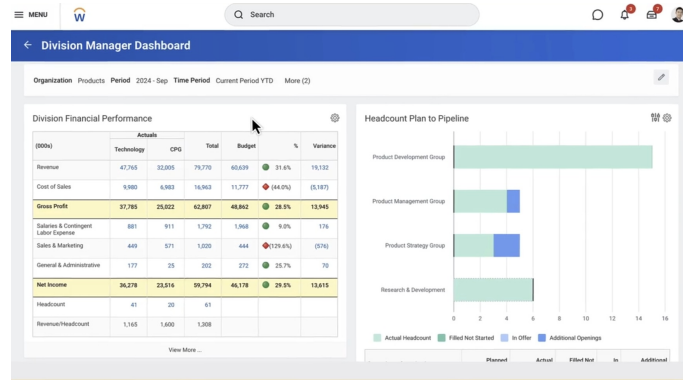 MENU
W
Search
3
7
Division Manager Dashboard
Organization Products Period 2024 - Sep Time Period Current Period YTD More (2)
Division Financial Performance
Actuals
(000s) Technology CPG Total Budget % Variance
Revenue 47,765 32,005 79,770 60,639 31.6% 19,132
Cost of Sales 9,980 6,983 16,963 11,777 (44.0%) (5,187)
Gross Profit 37,785 25,022 62,807 48,862 28.5% 13,945
Salaries & Contingent
Labor Expense 881 911 1,792 1,968 9.0% 176
Sales & Marketing 449 571 1,020 444 (129.6%) (576)
General & Administrative 177 25 202 272 25.7% 70
Net Income 36,278 23,516 59,794 46,178 29.5% 13,615
Headcount 41 20 61
Revenue/Headcount 1,165 1,600 1,308
View More ...
Headcount Plan to Pipeline
Product Development Group
Product Management Group
Product Strategy Group
Research & Development
0 2 4 6 8 10 12 14 16
Actual Headcount Filled Not Started In Offer Additional Openings
Planned Actual Filled Not In Additional